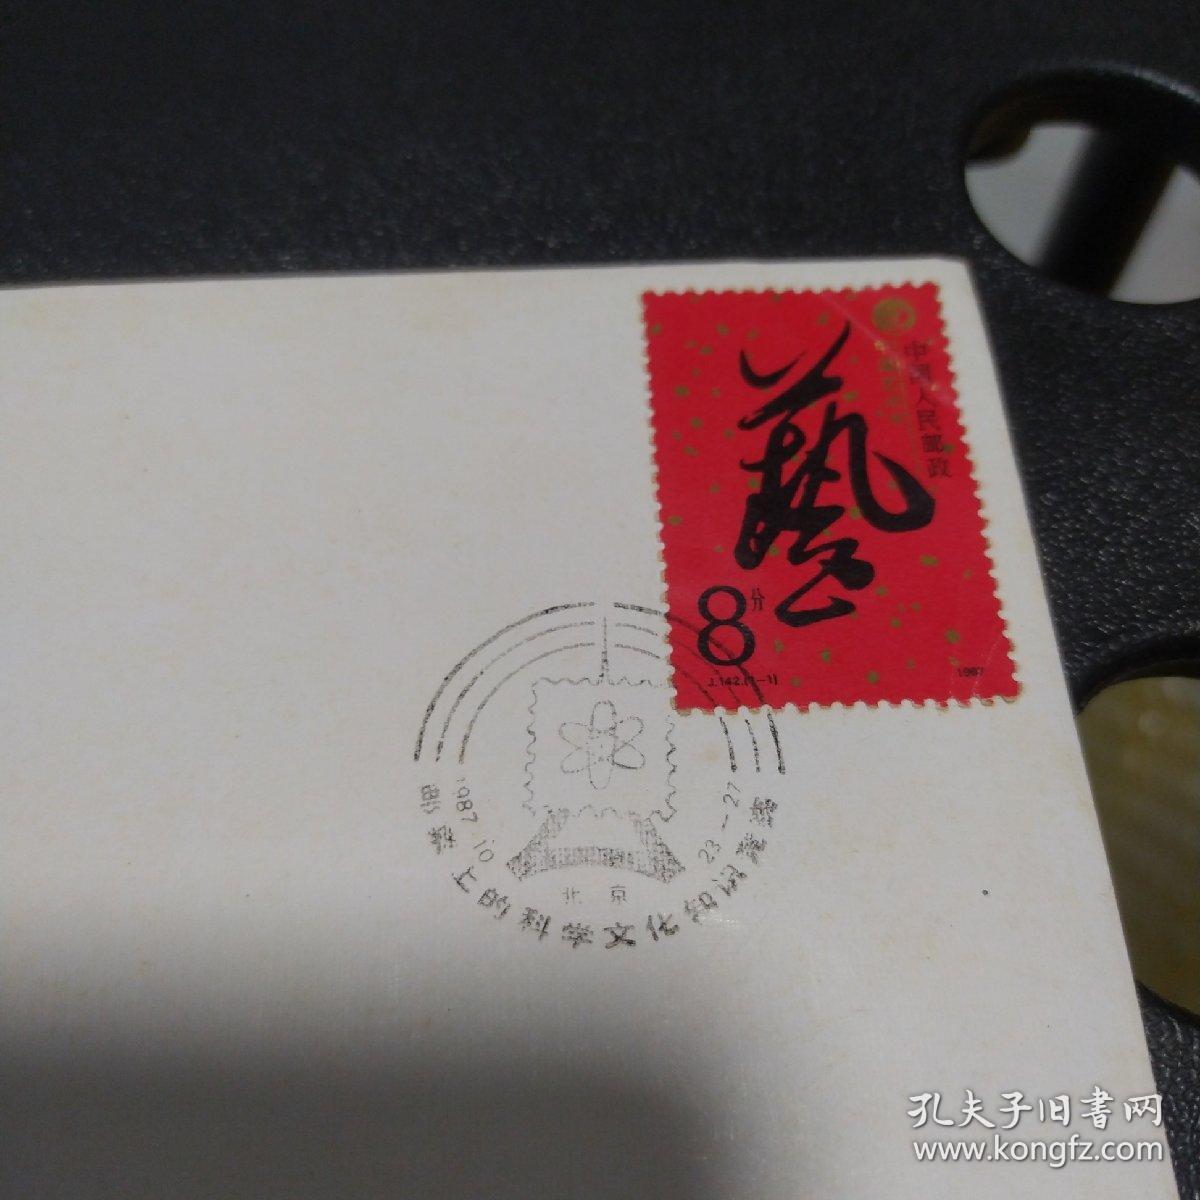 中国人民邮政
藝
8分
J.142.(1-1)
1987
1987.10.23-27
北京
邮票上的科学文化知识展览
孔夫子旧书网
www.kongfz.com